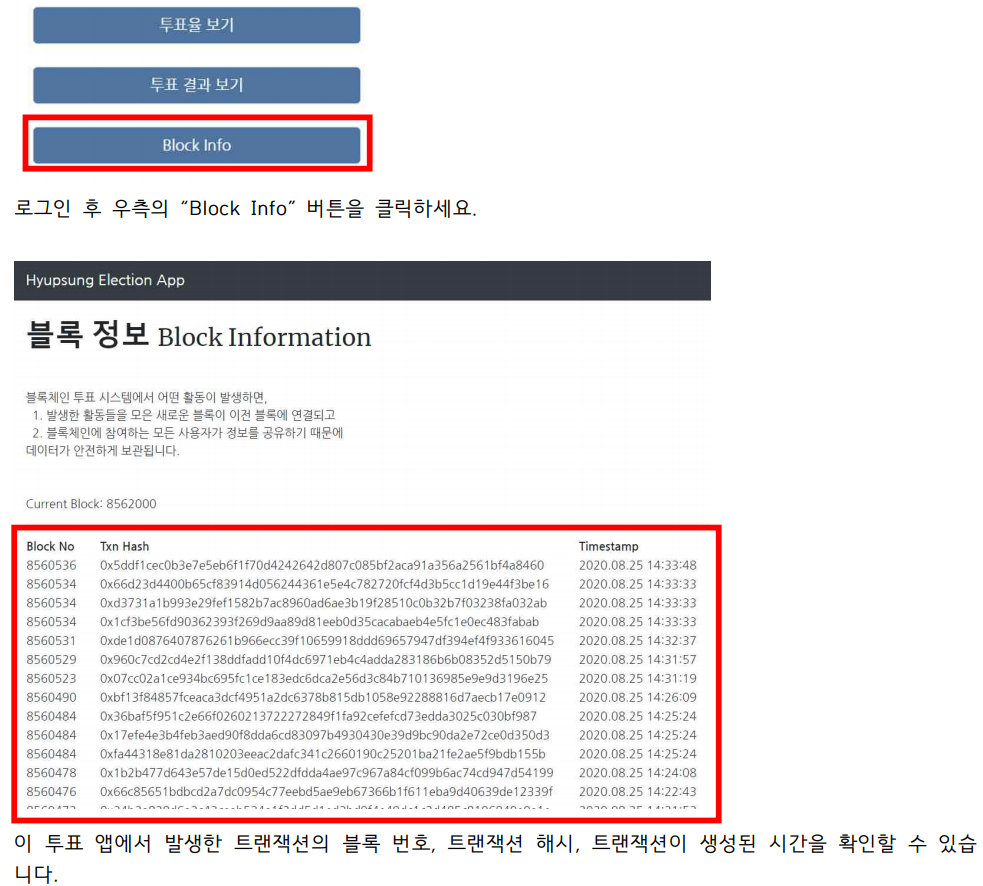 투표율 보기
투표 결과 보기
Block Info
로그인 후 우측의 “Block Info” 버튼을 클릭하세요.
Hyupsung Election App
블록 정보 Block Information
블록체인 투표 시스템에서 어떤 활동이 발생하면,
1. 발생한 활동들을 모은 새로운 블록이 이전 블록에 연결되고
2. 블록체인에 참여하는 모든 사용자가 정보를 공유하기 때문에
데이터가 안전하게 보관됩니다.
Current Block: 8562000
Block No Txn Hash Timestamp
8560536 0x5ddf1cec0b3e7e5eb6f1f70d4242642d807c085bf2aca91a356a2561bf4a8460 2020.08.25 14:33:48
8560534 0x66d23d4400b65cf83914d056244361e5e4c782720fcf4d3b5cc1d19e44f3be16 2020.08.25 14:33:33
8560534 0xd3731a1b993e29fef1582b7ac8960ad6ae3b19f28510c0b32b7f03238fa032ab 2020.08.25 14:33:33
8560534 0x1cf3be56fd90362393f269d9aa89d81eeb0d35cacabaeb4e5fc1e0ec483fabab 2020.08.25 14:33:33
8560531 0xde1d0876407876261b966ecc39f10659918ddd69657947df394ef4f933616045 2020.08.25 14:32:37
8560529 0x960c7cd2cd4e2f138ddfadd10f4dc6971eb4c4adda283186b6b08352d5150b79 2020.08.25 14:31:57
8560523 0x07cc02a1ce934bc695fc1ce183edc6dca2e56d3c84b710136985e9e9d3196e25 2020.08.25 14:31:19
8560490 0xbf13f84857fceaca3dcf4951a2dc6378b815db1058e92288816d7aecb17e0912 2020.08.25 14:26:09
8560484 0x36baf5f951c2e66f0260213722272849f1fa92cefefcd73edda3025c030bf987 2020.08.25 14:25:24
8560484 0x17efe4e3b4feb3aed90f8dda6cd83097b4930430e39d9bc90da2e72ce0d350d3 2020.08.25 14:25:24
8560484 0xfa44318e81da2810203eeac2dafc341c2660190c25201ba21fe2ae5f9bdb155b 2020.08.25 14:25:24
8560478 0x1b2b477d643e57de15d0ed522dfdda4ae97c967a84cf099b6ac74cd947d54199 2020.08.25 14:24:08
8560476 0x66c85651bdbcd2a7dc0954c77eebd5ae9eb67366b1f611eba9d40639de12339f 2020.08.25 14:22:43
이 투표 앱에서 발생한 트랜잭션의 블록 번호, 트랜잭션 해시, 트랜잭션이 생성된 시간을 확인할 수 있습
니다.